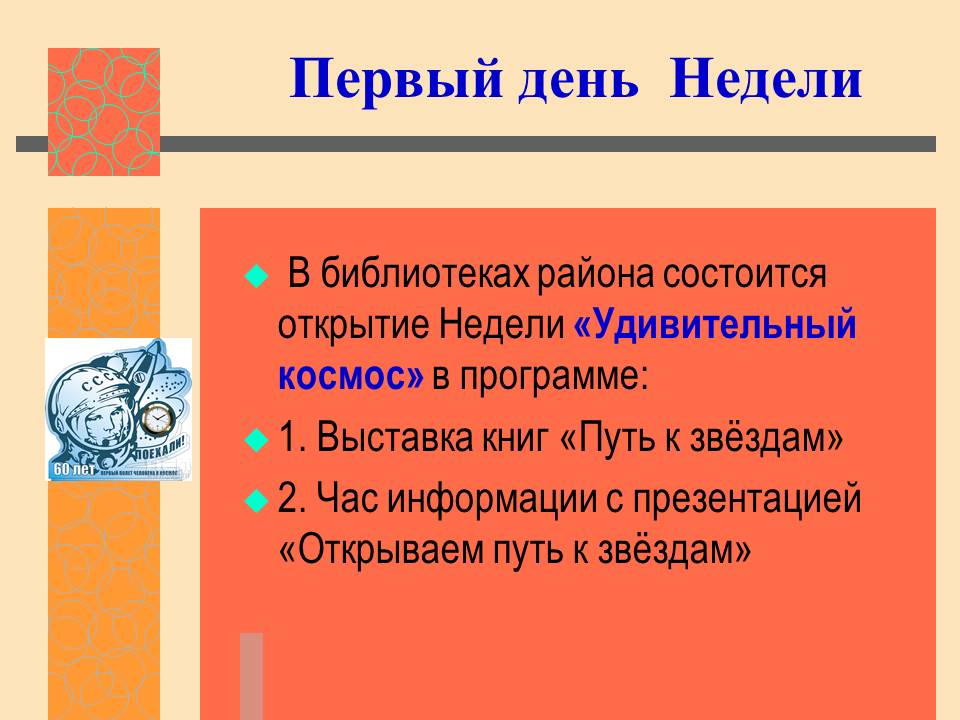 Первый день Недели
В библиотеках района состоится
открытие Недели «Удивительный
космос» в программе:
1. Выставка книг «Путь к звёздам»
2. Час информации с презентацией
«Открываем путь к звёздам»
СССР
ПОЕХАЛИ!
60 лет
ПЕРВЫЙ ПОЛЕТ ЧЕЛОВЕКА В КОСМОС